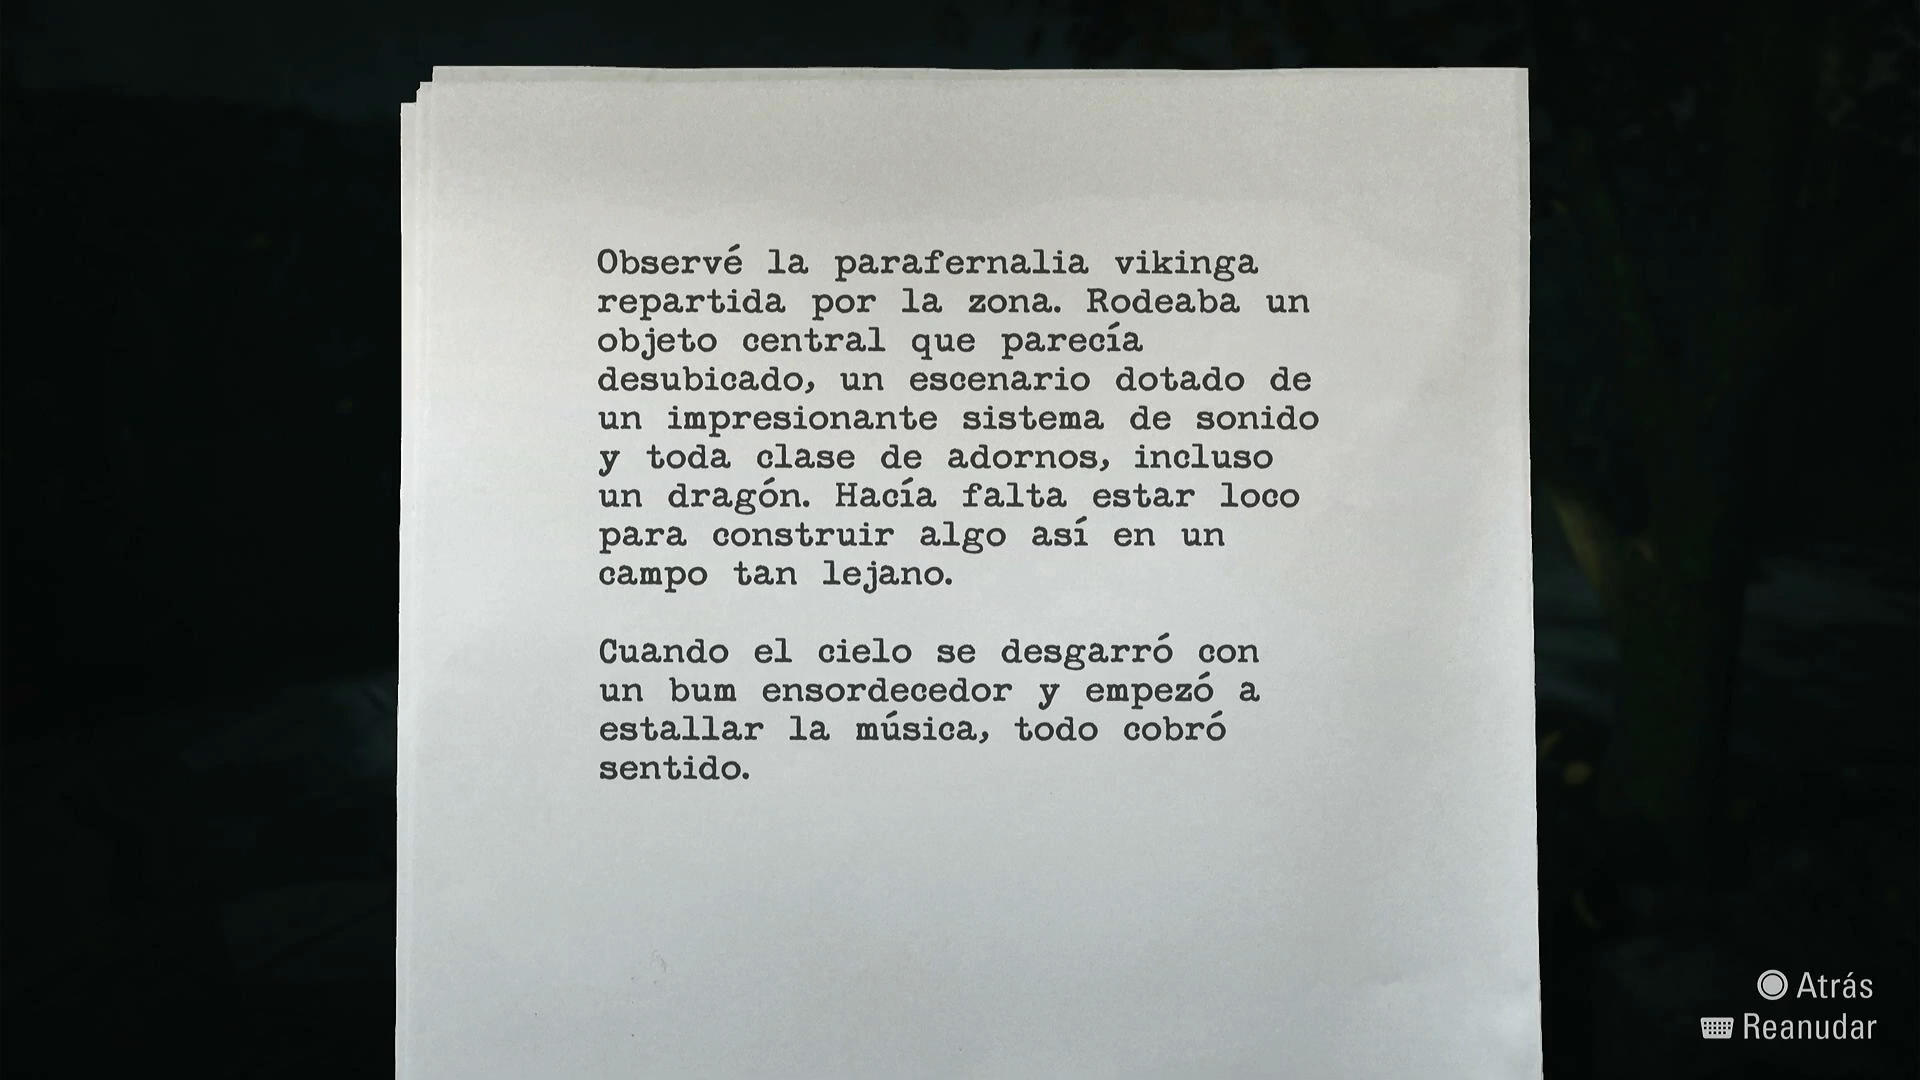 Observé la parafernalia vikinga
repartida por la zona. Rodeaba un
objeto central que parecía
desubicado, un escenario dotado de
un impresionante sistema de sonido
y toda clase de adornos, incluso
un dragón. Hacía falta estar loco
para construir algo así en un
campo tan lejano.
Cuando el cielo se desgarró con
un bum ensordecedor y empezó a
estallar la música, todo cobró
sentido.
Atrás
Reanudar